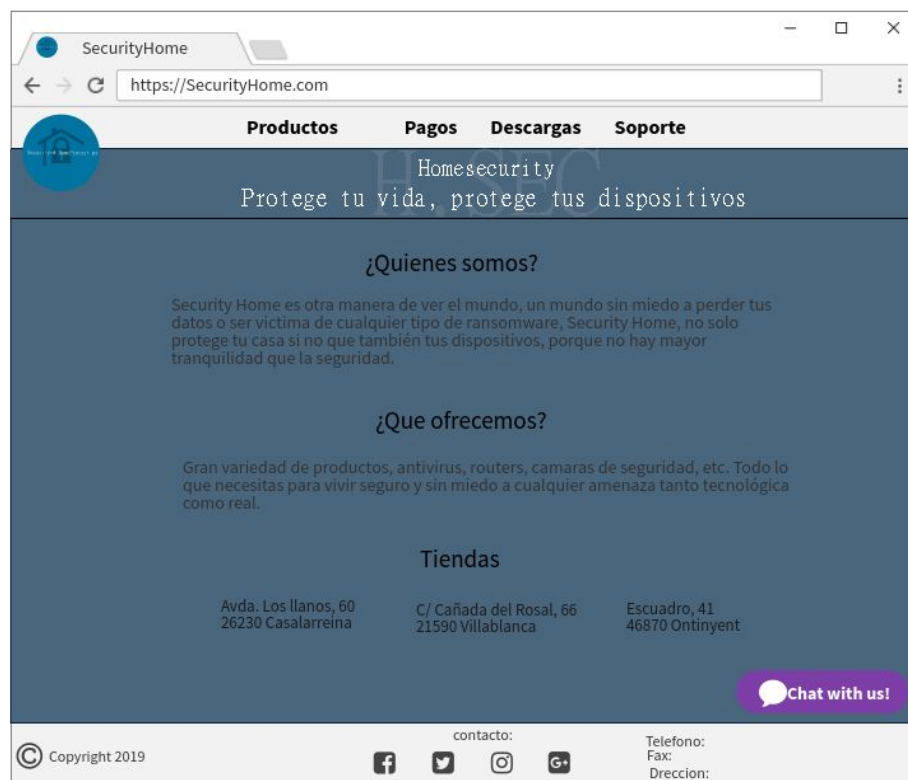 SecurityHome
https://SecurityHome.com
Productos Pagos Descargas Soporte
H.SEC
Homesecurity
Protege tu vida, protege tus dispositivos
¿Quienes somos?
Security Home es otra manera de ver el mundo, un mundo sin miedo a perder tus
datos o ser victima de cualquier tipo de ransomware, Security Home, no solo
protege tu casa si no que también tus dispositivos, porque no hay mayor
tranquilidad que la seguridad.
¿Que ofrecemos?
Gran variedad de productos, antivirus, routers, camaras de seguridad, etc. Todo lo
que necesitas para vivir seguro y sin miedo a cualquier amenaza tanto tecnológica
como real.
Tiendas
Avda. Los llanos, 60
26230 Casalarreina
C/ Cañada del Rosal, 66
21590 Villablanca
Escuadro, 41
46870 Ontinyent
Chat with us!
© Copyright 2019
contacto:
G+
Telefono:
Fax:
Dreccion: